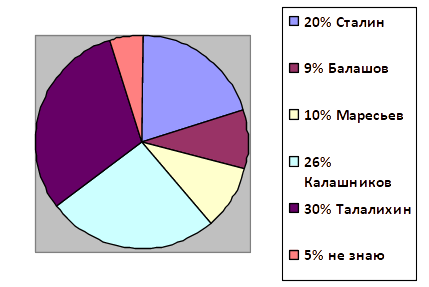 20% Сталин
9% Балашов
10% Маресьев
26%
Калашников
30% Талалихин
5% не знаю